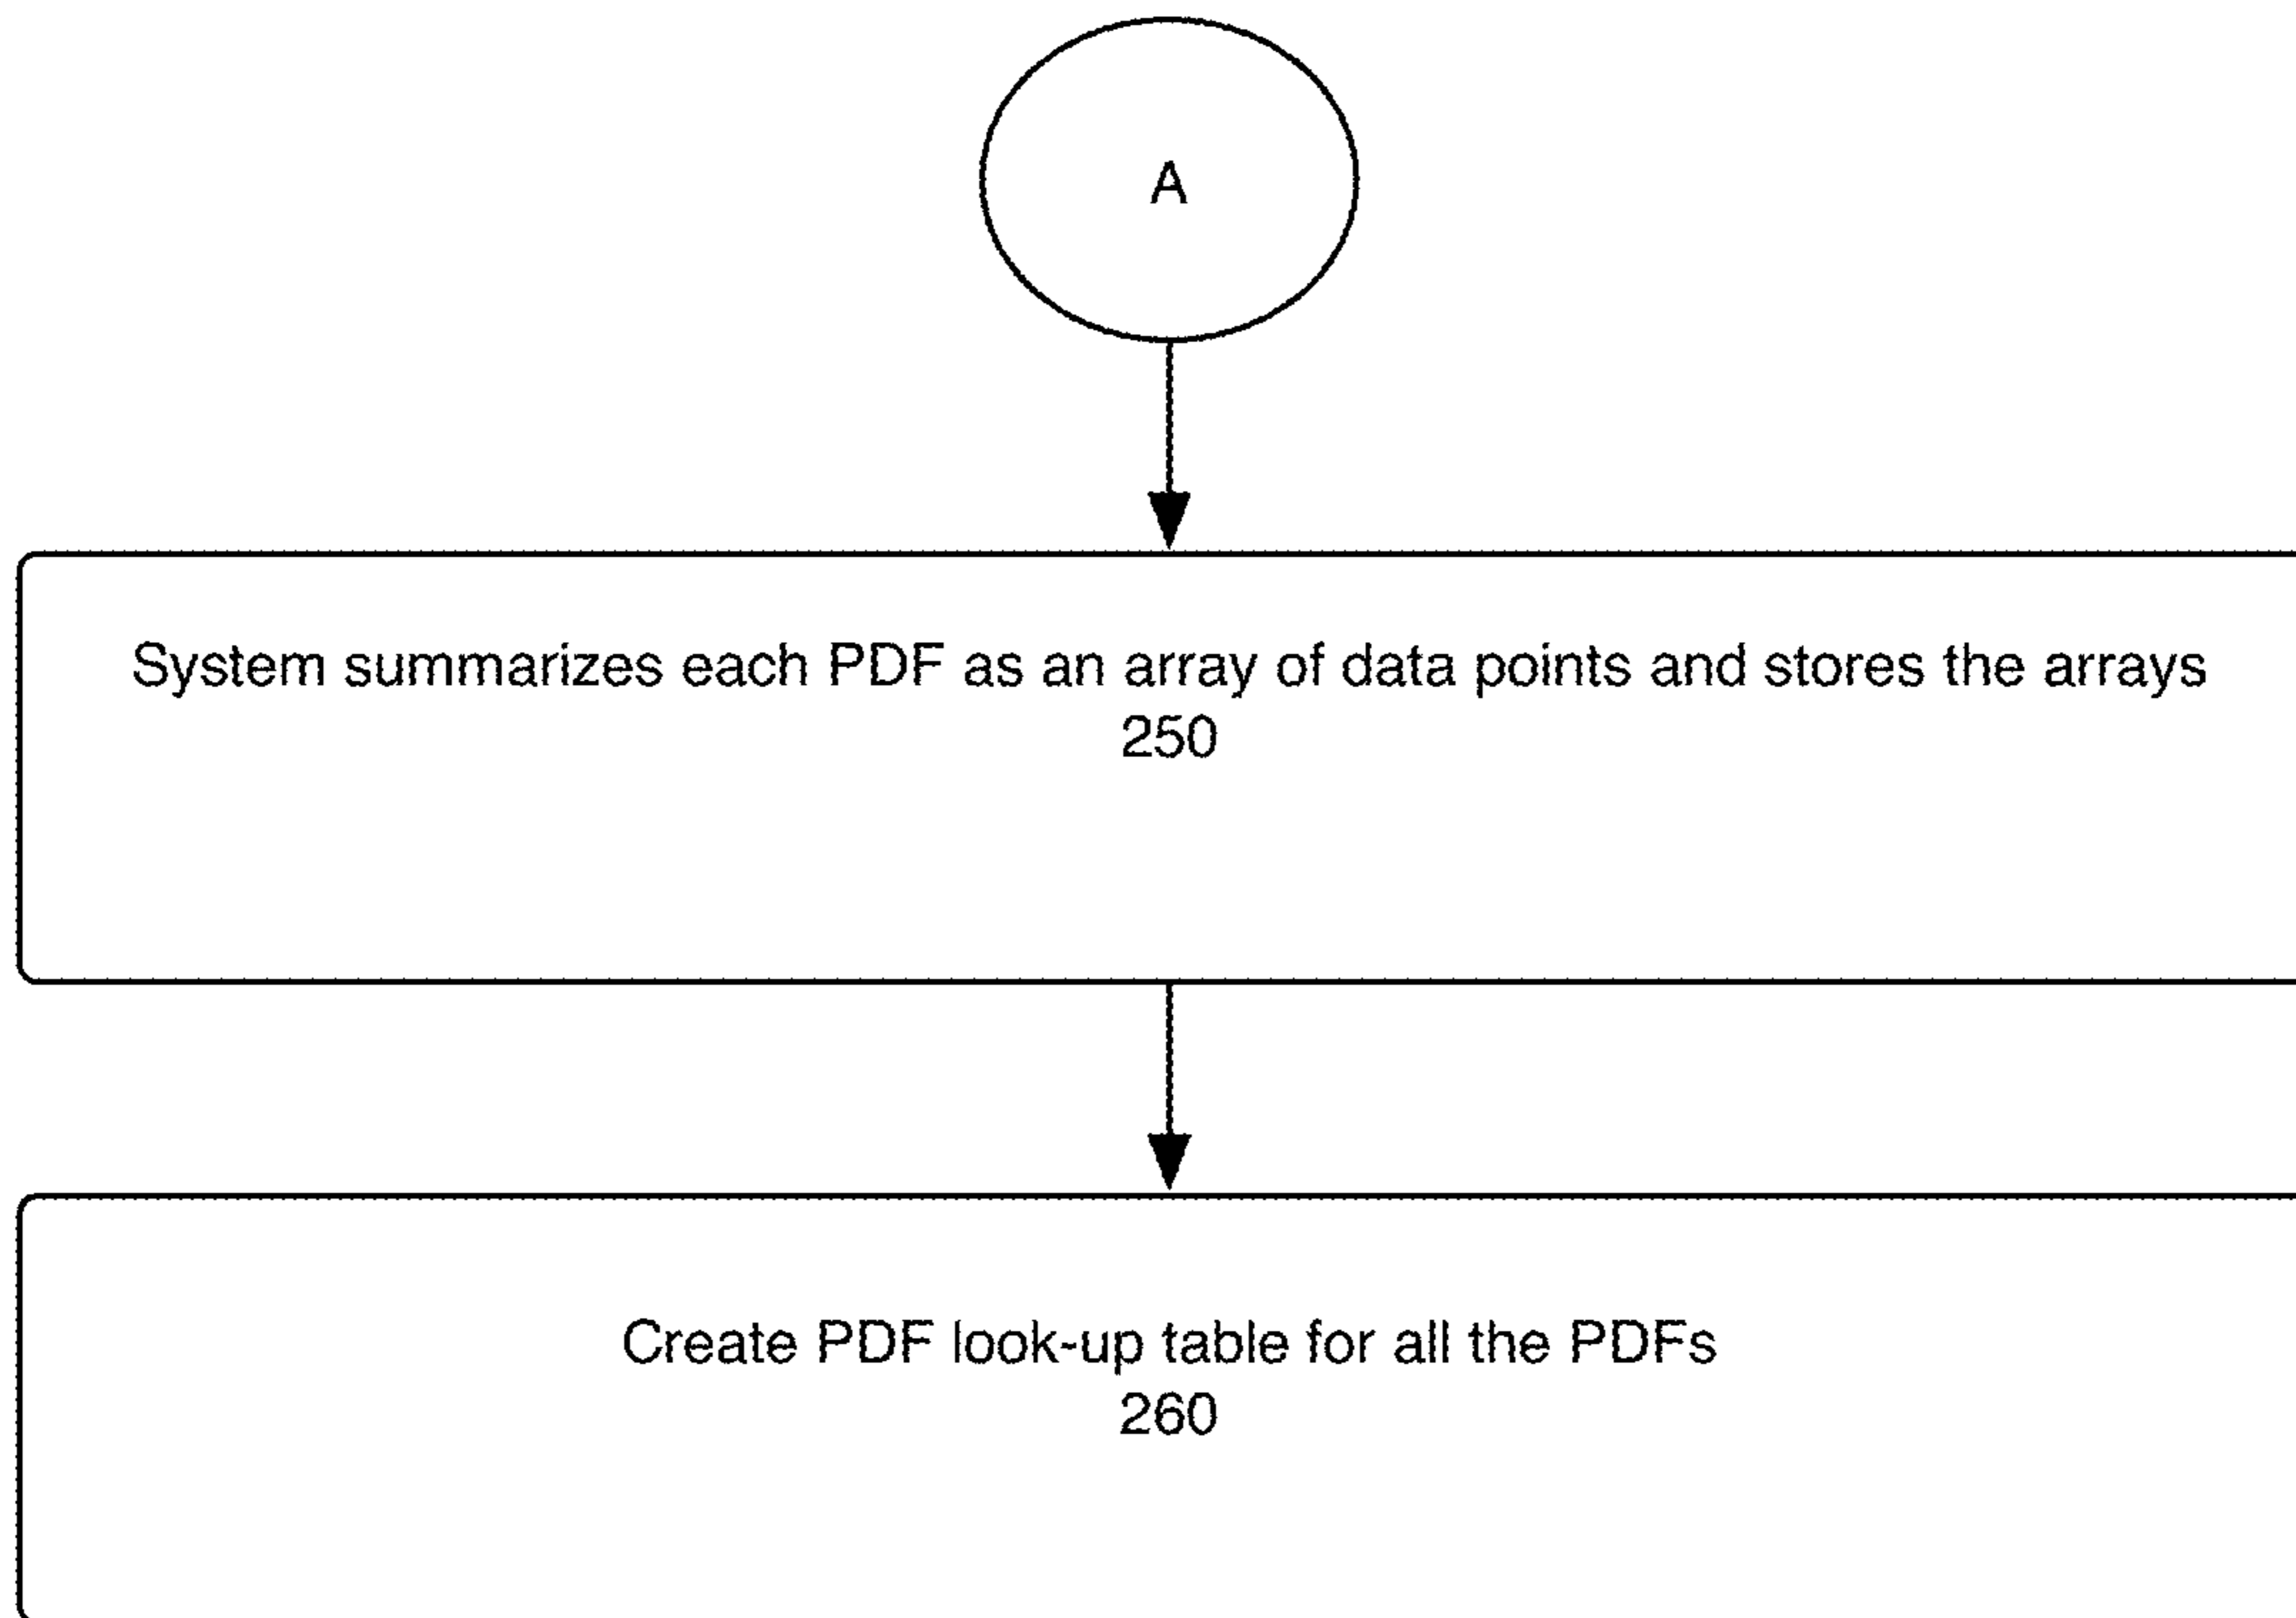 A
System summarizes each PDF as an array of data points and stores the arrays
250
Create PDF look-up table for all the PDFs
260